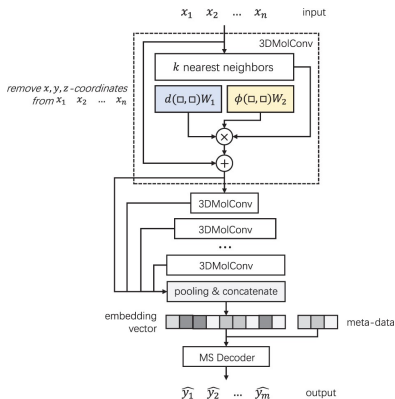 x₁ x₂ ... xₙ input
3DMolConv
k nearest neighbors
remove x, y, z-coordinates
from x₁ x₂ ... xₙ
d(□,□)W₁ ϕ(□,□)W₂
×
+
3DMolConv
3DMolConv
...
3DMolConv
pooling & concatenate
embedding
vector
meta-data
MS Decoder
ŷ₁ ŷ₂ ... ŷₘ output